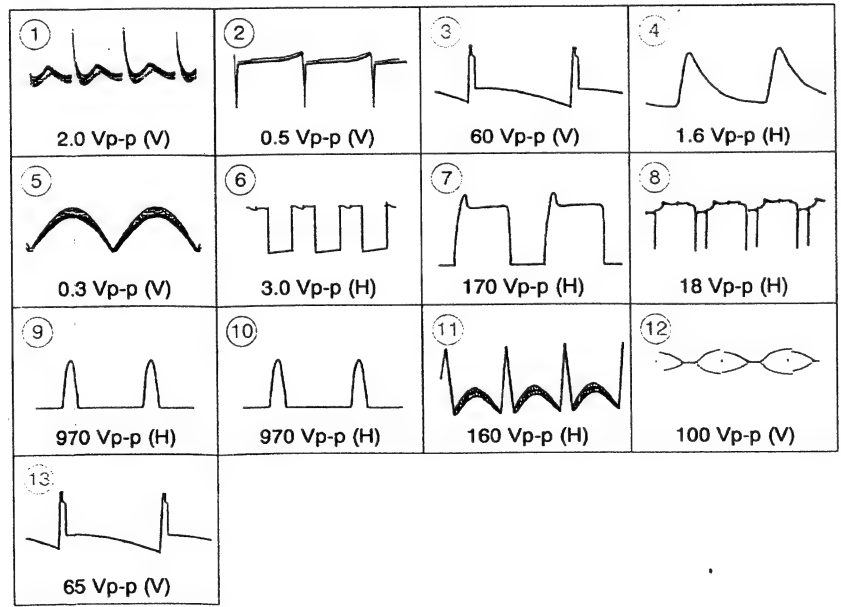 1
2.0 Vp-p (V)
2
0.5 Vp-p (V)
3
60 Vp-p (V)
4
1.6 Vp-p (H)
5
0.3 Vp-p (V)
6
3.0 Vp-p (H)
7
170 Vp-p (H)
8
18 Vp-p (H)
9
970 Vp-p (H)
10
970 Vp-p (H)
11
160 Vp-p (H)
12
100 Vp-p (V)
13
65 Vp-p (V)